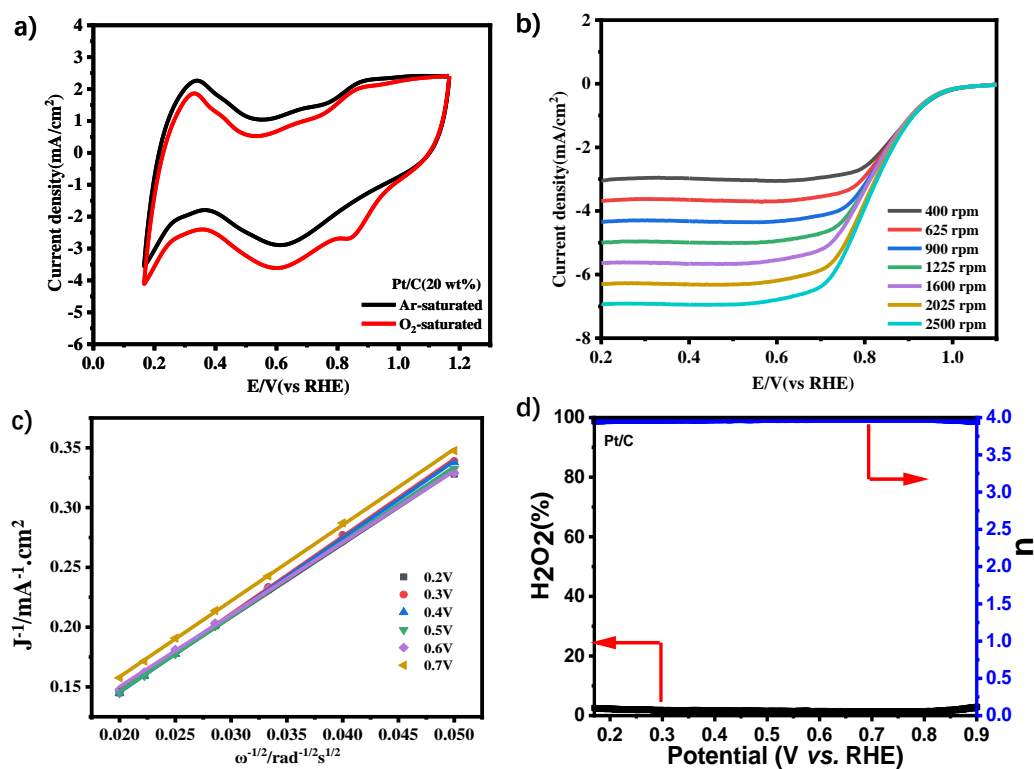 a)
Current density(mA/cm²)
6
5
4
3
2
1
0
-1
-2
-3
-4
-5
-6
Pt/C(20 wt%)
Ar-saturated
O₂-saturated
0.0 0.2 0.4 0.6 0.8 1.0 1.2
E/V(vs RHE)
b)
Current density(mA/cm²)
0
-2
-4
-6
-8
400 rpm
625 rpm
900 rpm
1225 rpm
1600 rpm
2025 rpm
2500 rpm
0.2 0.4 0.6 0.8 1.0
E/V(vs RHE)
c)
J⁻¹/mA⁻¹.cm²
0.35
0.30
0.25
0.20
0.15
0.2V
0.3V
0.4V
0.5V
0.6V
0.7V
0.020 0.025 0.030 0.035 0.040 0.045 0.050
ω⁻¹/²/rad⁻¹/²s¹/²
d)
H2O2(%)
100
80
60
40
20
0
Pt/C
4.0
3.5
3.0
2.5
2.0
1.5
1.0
0.5
0.0
n
0.2 0.3 0.4 0.5 0.6 0.7 0.8 0.9
Potential (V vs. RHE)